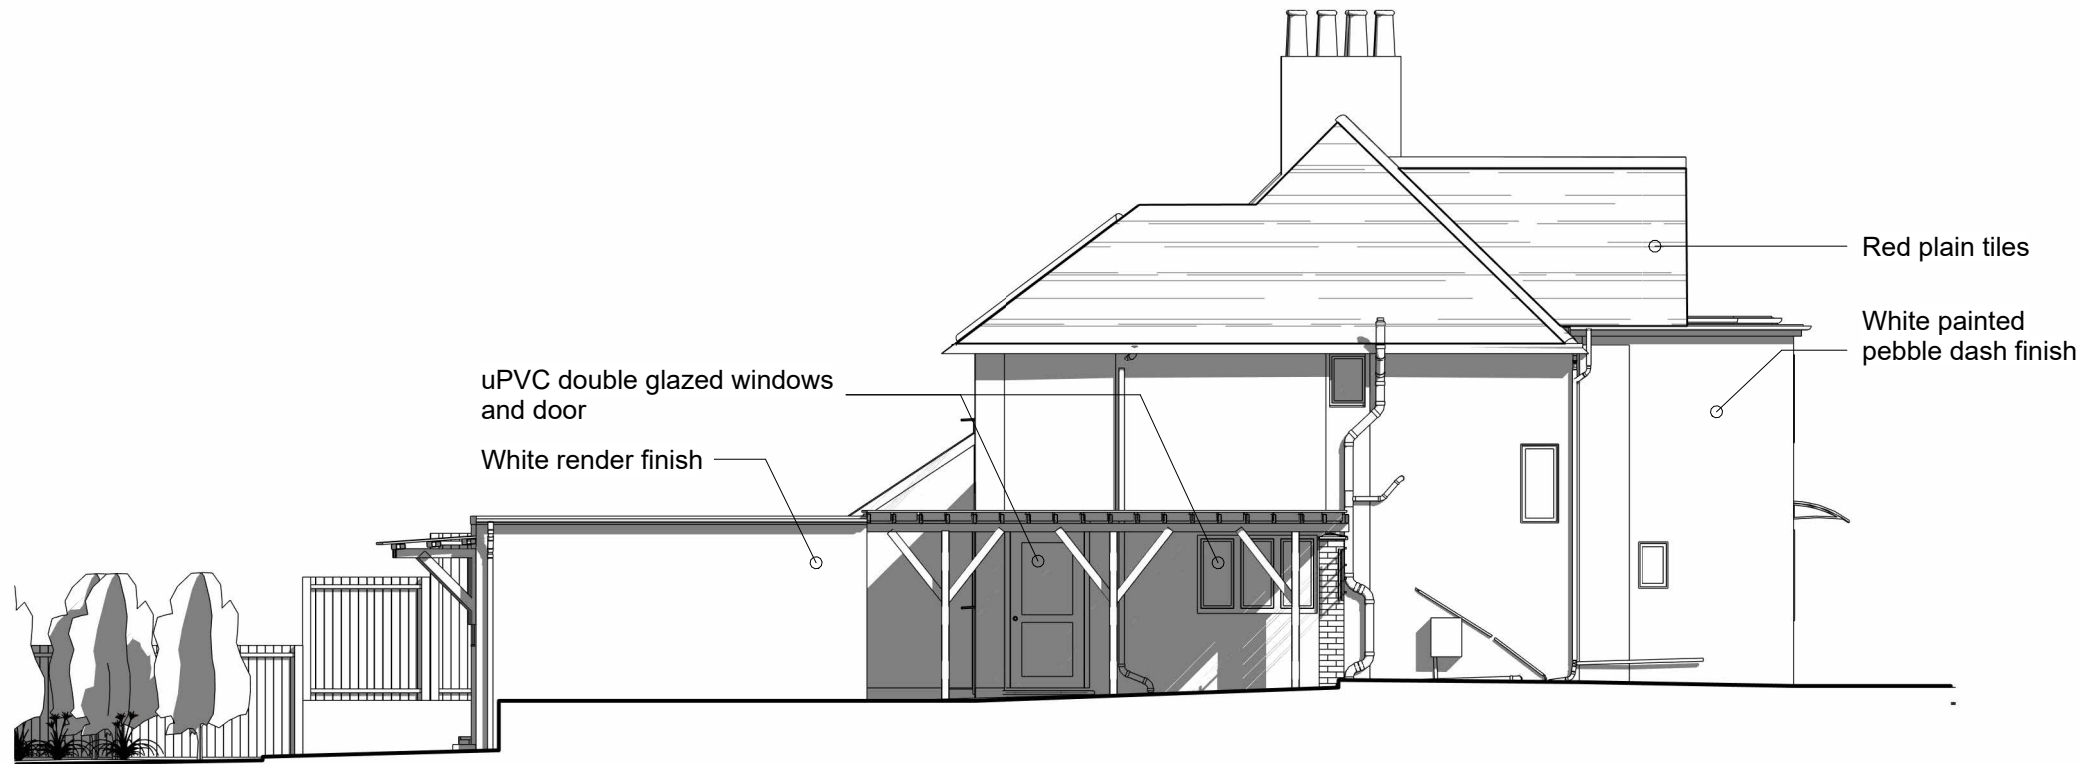 Red plain tiles
White painted
pebble dash finish
uPVC double glazed windows
and door
White render finish